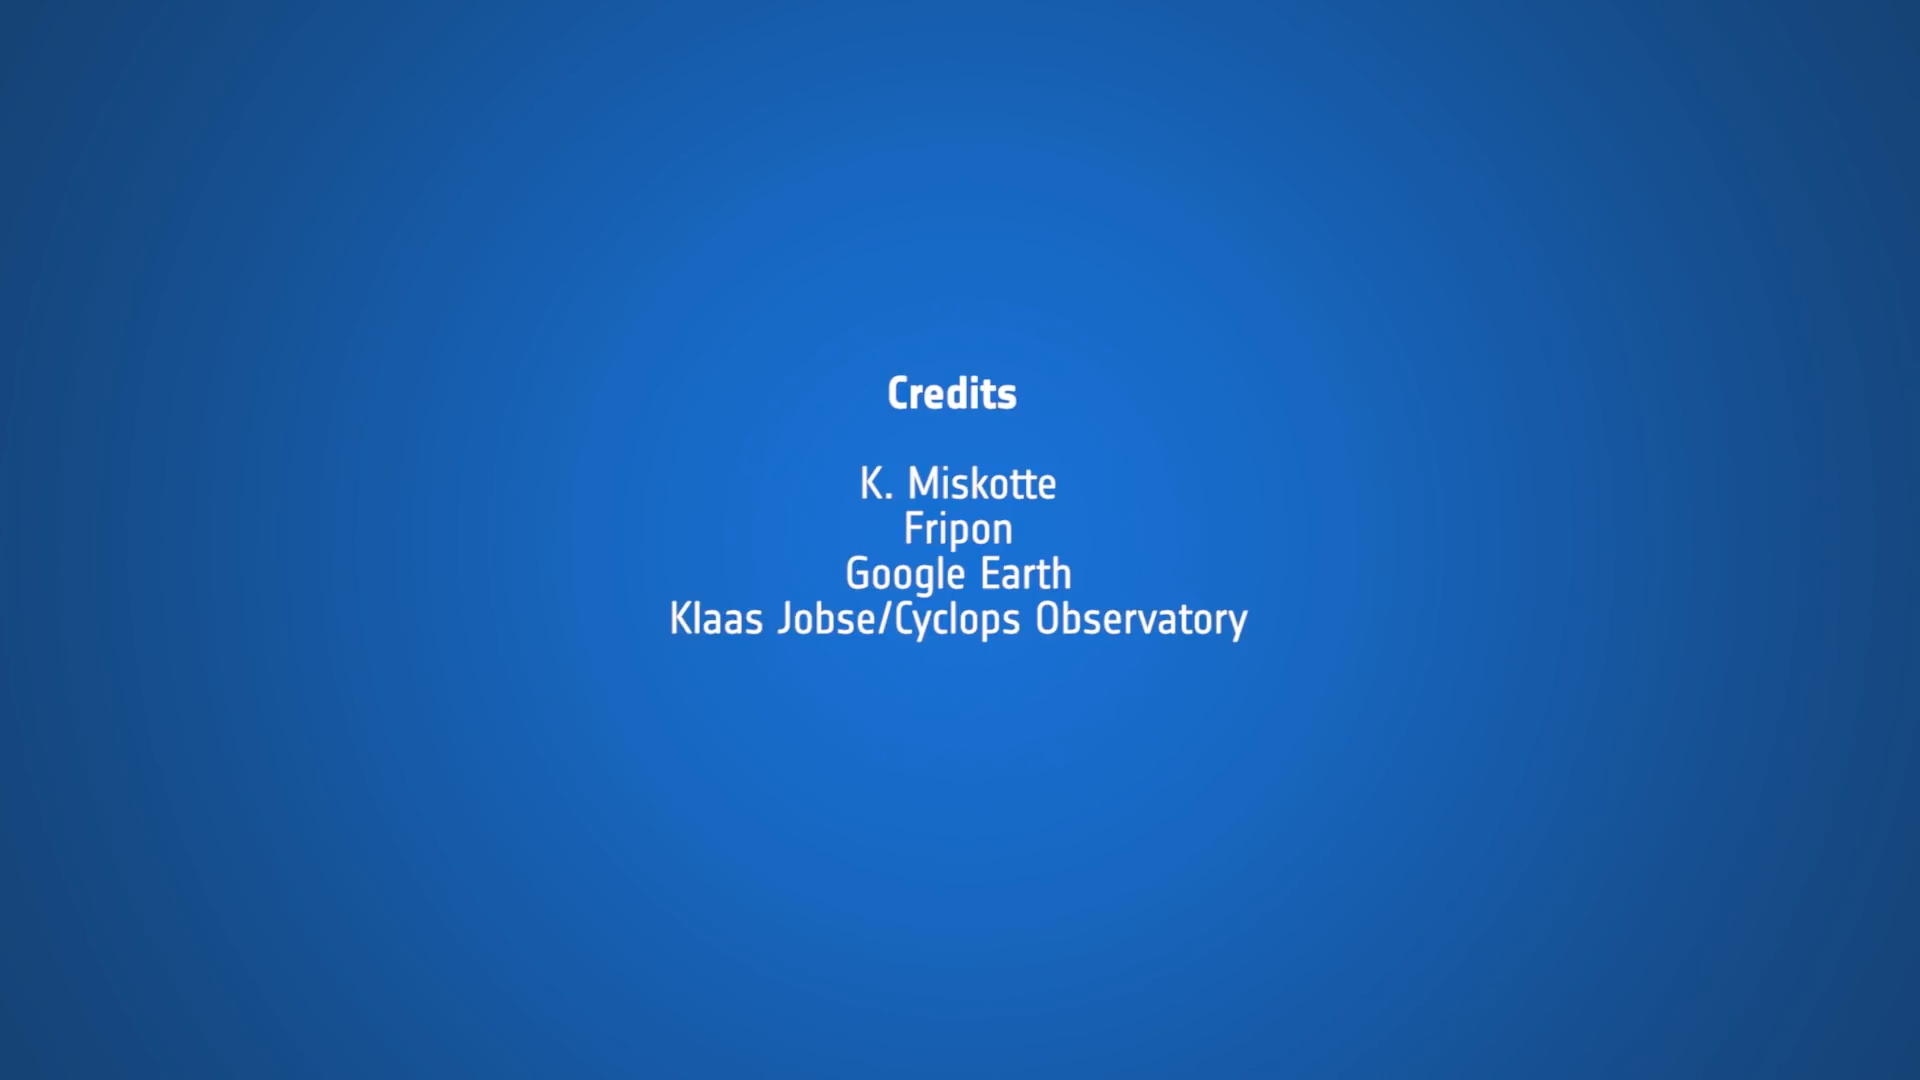 Credits
K. Miskotte
Fripon
Google Earth
Klaas Jobse/Cyclops Observatory